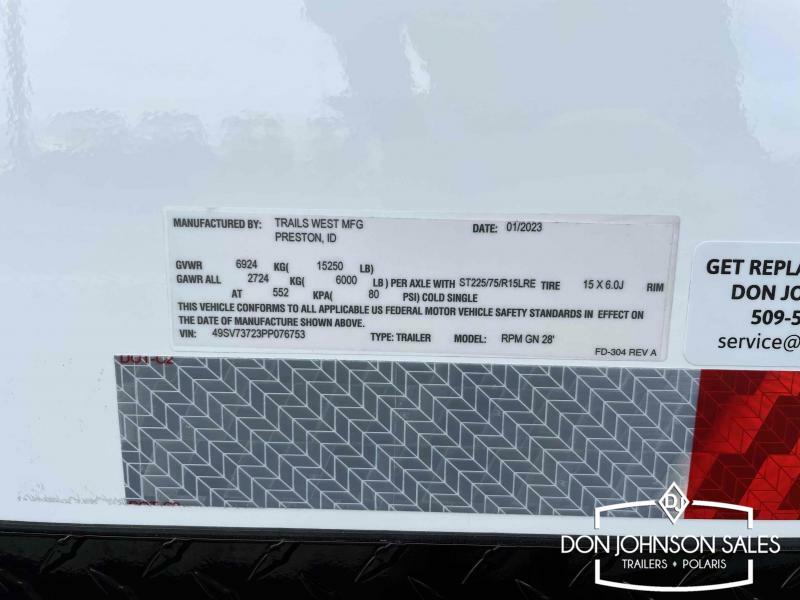 MANUFACTURED BY: TRAILS WEST MFG DATE: 01/2023
PRESTON, ID
GVWR 6924 KG( 15250 LB)
GAWR ALL 2724 KG( 6000 LB) PER AXLE WITH ST225/75/R15LRE TIRE 15 X 6.0J RIM
AT 552 KPA( 80 PSI) COLD SINGLE
THIS VEHICLE CONFORMS TO ALL APPLICABLE US FEDERAL MOTOR VEHICLE SAFETY STANDARDS IN EFFECT ON
THE DATE OF MANUFACTURE SHOWN ABOVE.
VIN: 49SV73723PP076753 TYPE: TRAILER MODEL: RPM GN 28'
FD-304 REV A
GET REPLA
DON JO
509-5
service@
DOT-C2
DJ
DON JOHNSON SALES
TRAILERS ♦ POLARIS